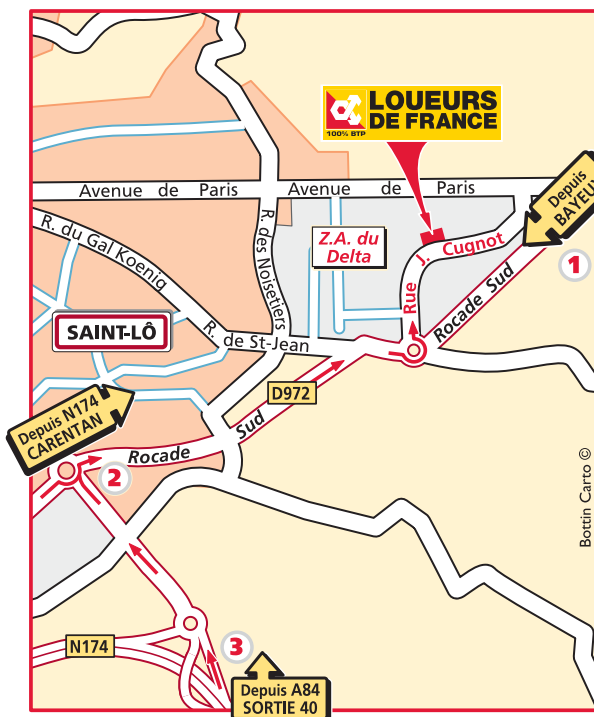 LOUEURS
DE FRANCE
100% BTP
Avenue de Paris
Avenue de Paris
Depuis
BAYEUX
1
R. du Gal Koenig
R. des Noisetiers
Z.A. du
Delta
Rue J. Cugnot
Rocade Sud
SAINT-LÔ
R. de St-Jean
D972
Depuis N174
CARENTAN
Rocade Sud
2
Bottin Carto ©
N174
3
Depuis A84
SORTIE 40